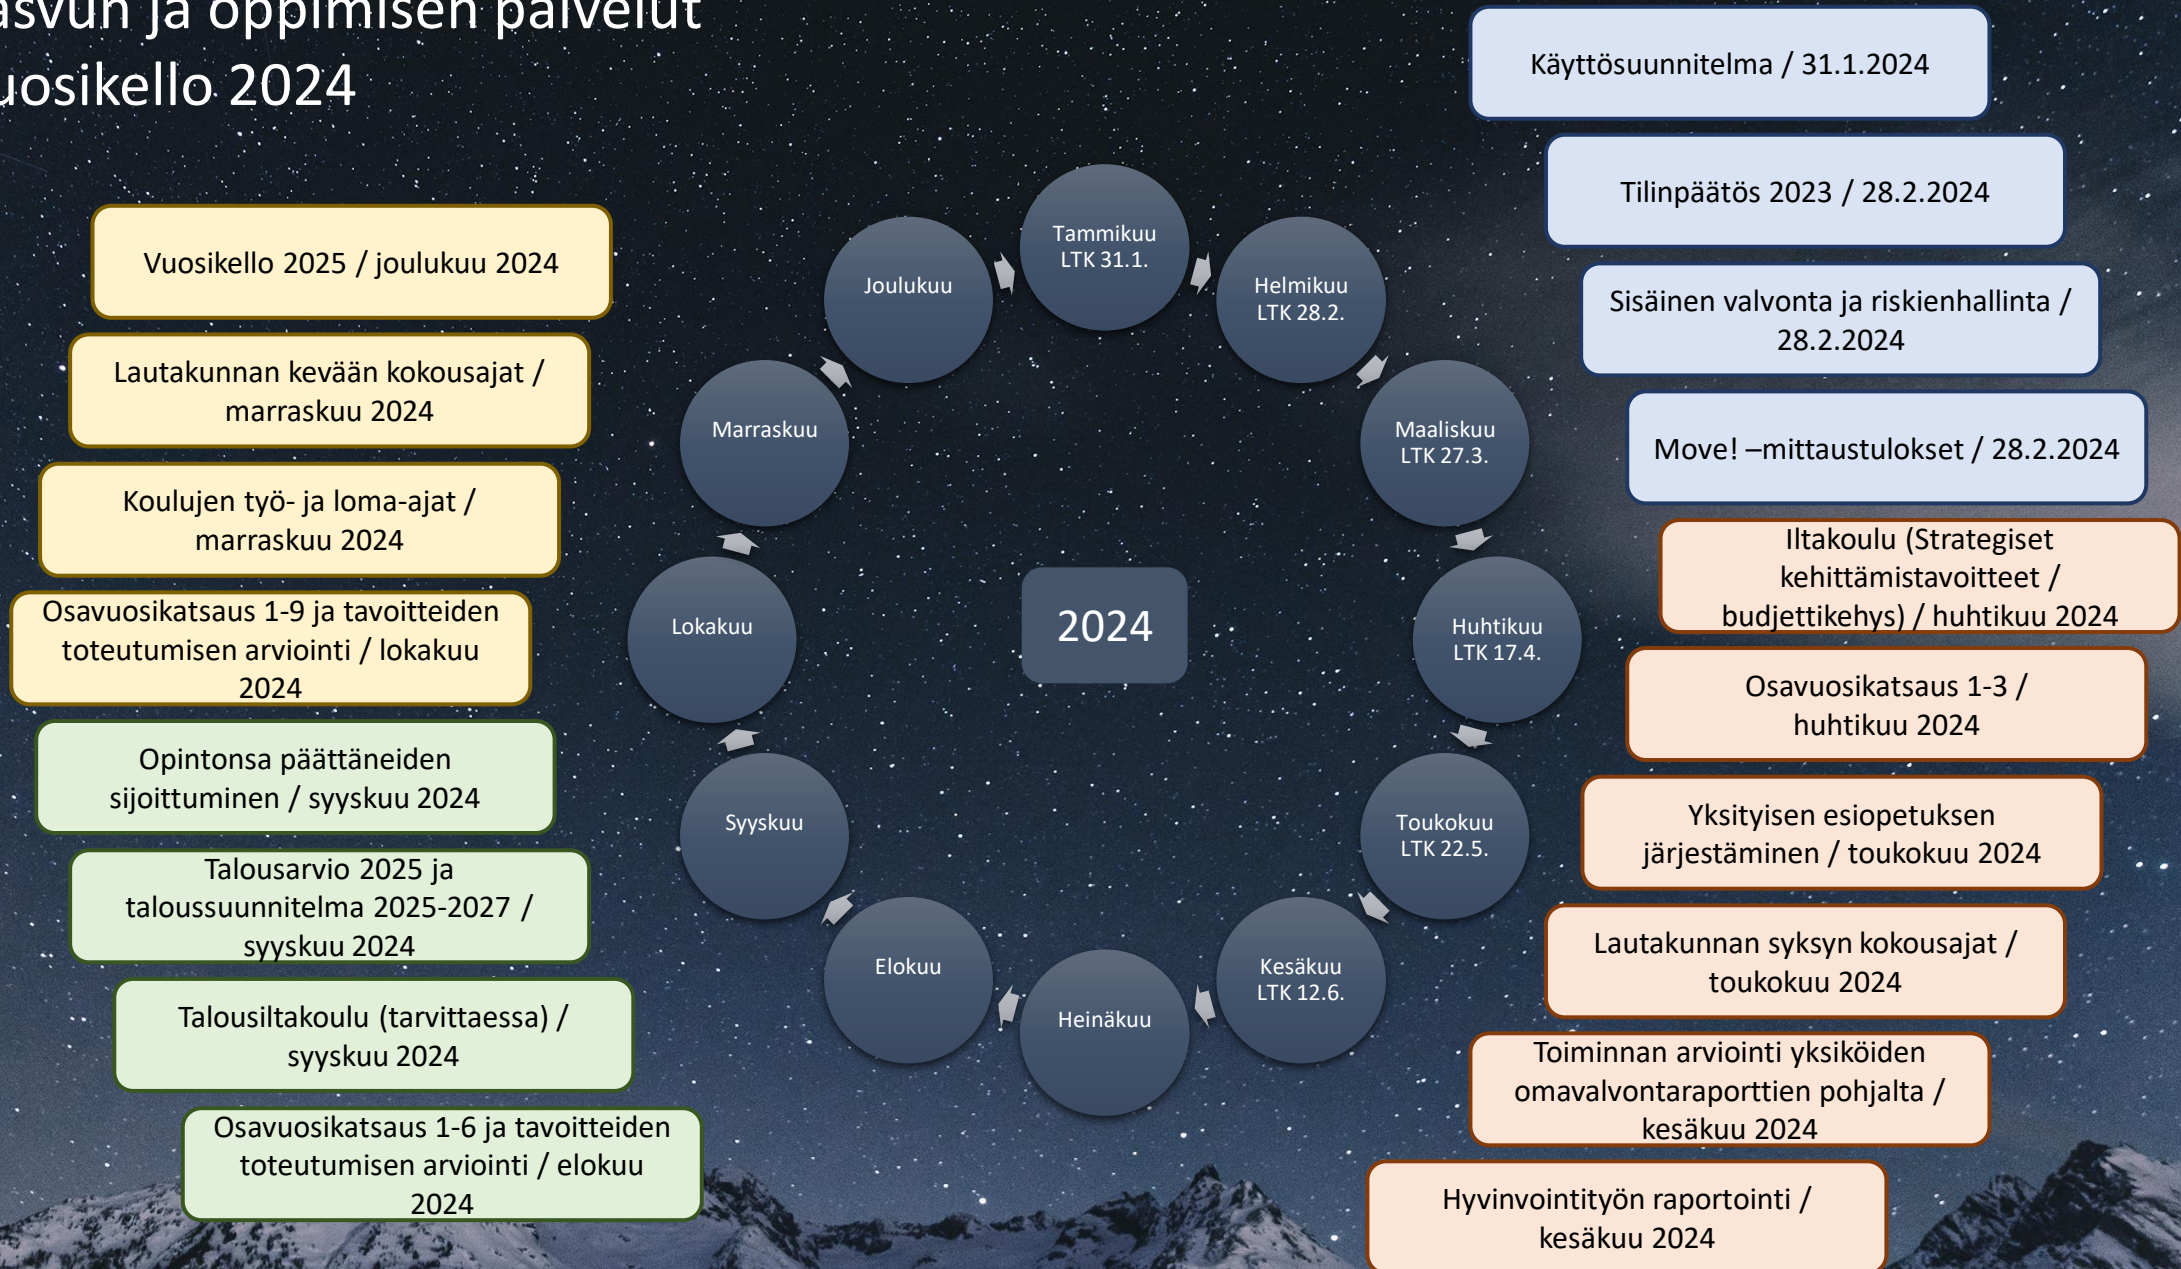 asvun ja oppimisen palvelut
uosikello 2024
Käyttösuunnitelma / 31.1.2024
Tilinpäätös 2023 / 28.2.2024
Sisäinen valvonta ja riskienhallinta /
28.2.2024
Move! –mittaustulokset / 28.2.2024
Iltakoulu (Strategiset
kehittämistavoitteet /
budjettikehys) / huhtikuu 2024
Osavuosikatsaus 1-3 /
huhtikuu 2024
Yksityisen esiopetuksen
järjestäminen / toukokuu 2024
Lautakunnan syksyn kokousajat /
toukokuu 2024
Toiminnan arviointi yksiköiden
omavalvontaraporttien pohjalta /
kesäkuu 2024
Hyvinvointityön raportointi /
kesäkuu 2024
Vuosikello 2025 / joulukuu 2024
Lautakunnan kevään kokousajat /
marraskuu 2024
Koulujen työ- ja loma-ajat /
marraskuu 2024
Osavuosikatsaus 1-9 ja tavoitteiden
toteutumisen arviointi / lokakuu
2024
Opintonsa päättäneiden
sijoittuminen / syyskuu 2024
Talousarvio 2025 ja
taloussuunnitelma 2025-2027 /
syyskuu 2024
Talousiltakoulu (tarvittaessa) /
syyskuu 2024
Osavuosikatsaus 1-6 ja tavoitteiden
toteutumisen arviointi / elokuu
2024
Tammikuu
LTK 31.1.
Helmikuu
LTK 28.2.
Maaliskuu
LTK 27.3.
Huhtikuu
LTK 17.4.
Toukokuu
LTK 22.5.
Kesäkuu
LTK 12.6.
Heinäkuu
Elokuu
Syyskuu
Lokakuu
Marraskuu
Joulukuu
2024